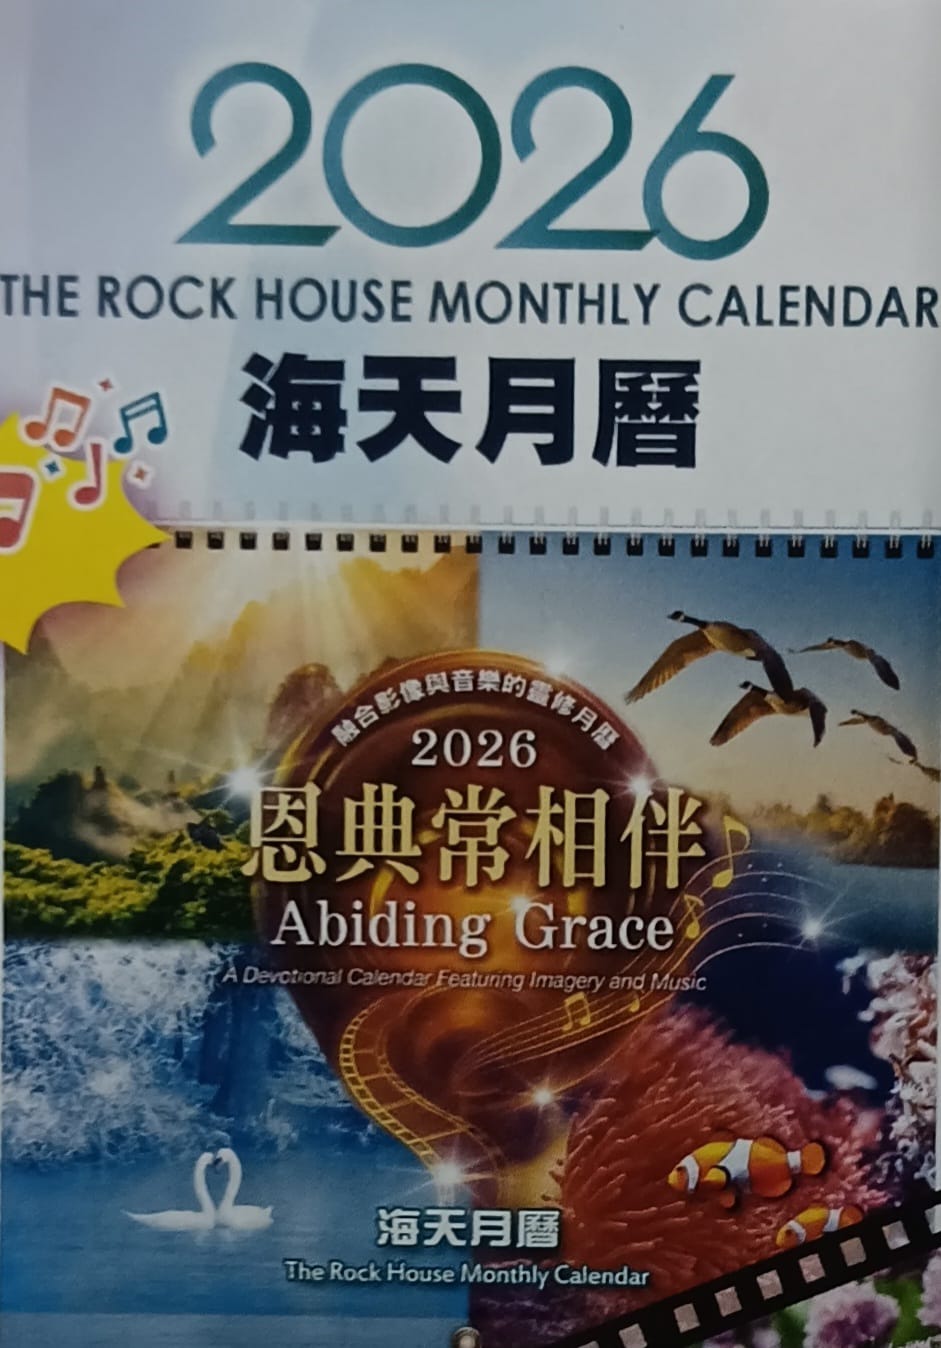 2026
THE ROCK HOUSE MONTHLY CALENDAR
海天月曆
融合影像與音樂的靈修月曆
2026
恩典常相伴
Abiding Grace
A Devotional Calendar Featuring Imagery and Music
海天月曆
The Rock House Monthly Calendar